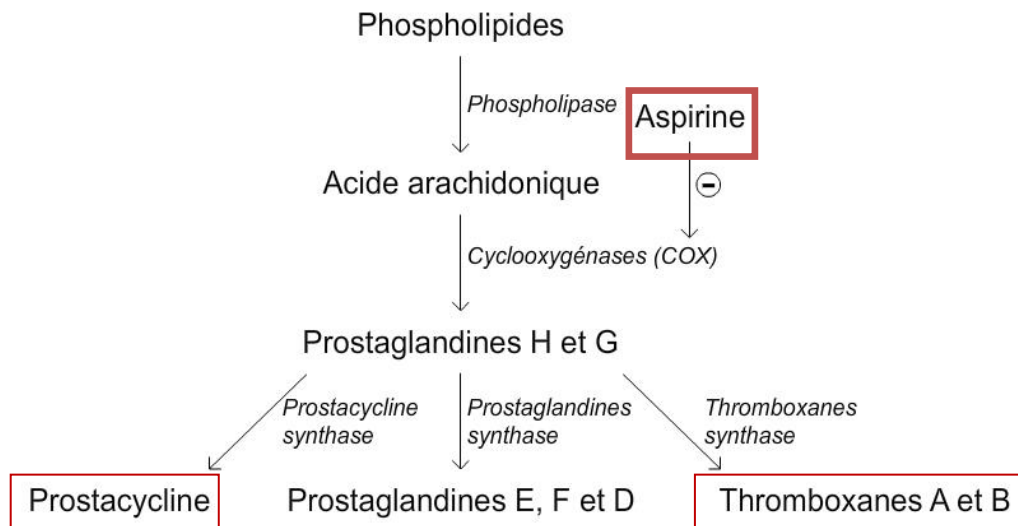 Phospholipides
Phospholipase
Aspirine
Acide arachidonique
Cyclooxygénases (COX)
Prostaglandines H et G
Prostacycline
synthase
Prostaglandines
synthase
Thromboxanes
synthase
Prostacycline
Prostaglandines E, F et D
Thromboxanes A et B